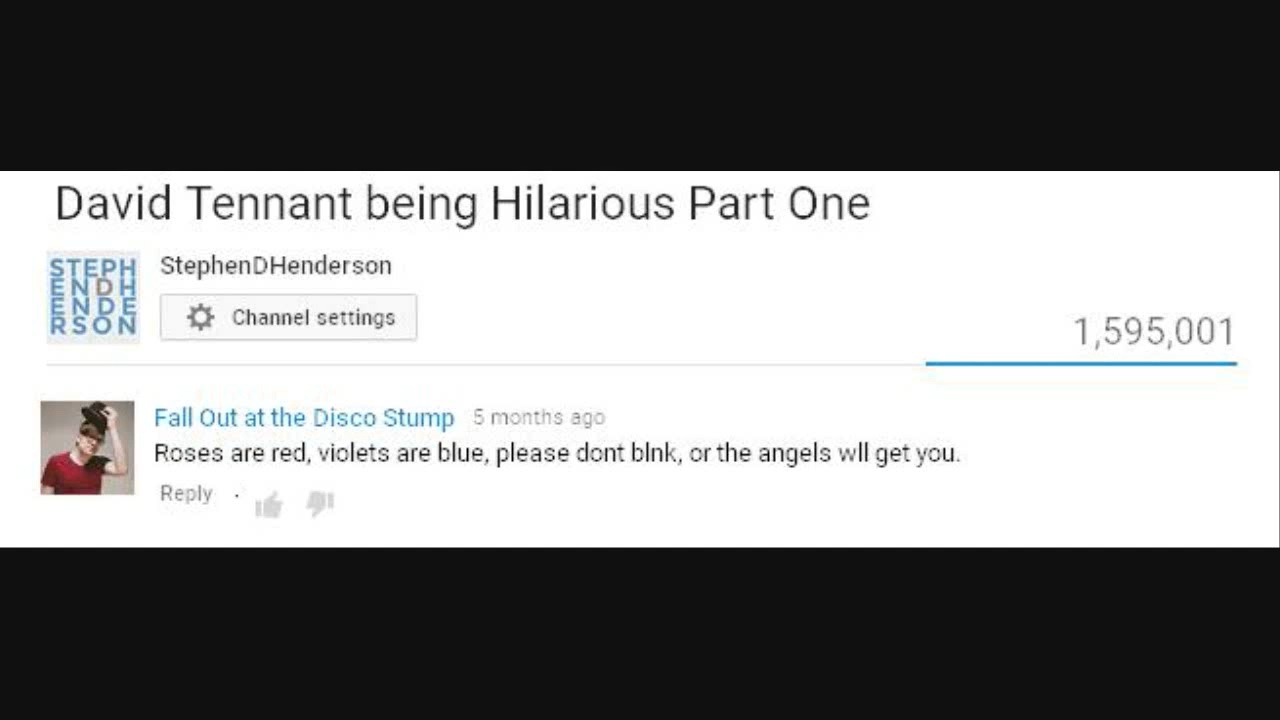 David Tennant being Hilarious Part One
STEPH
ENDH
ENDE
RSON
StephenDHenderson
Channel settings
1,595,001
Fall Out at the Disco Stump 5 months ago
Roses are red, violets are blue, please dont blnk, or the angels wll get you.
Reply ·